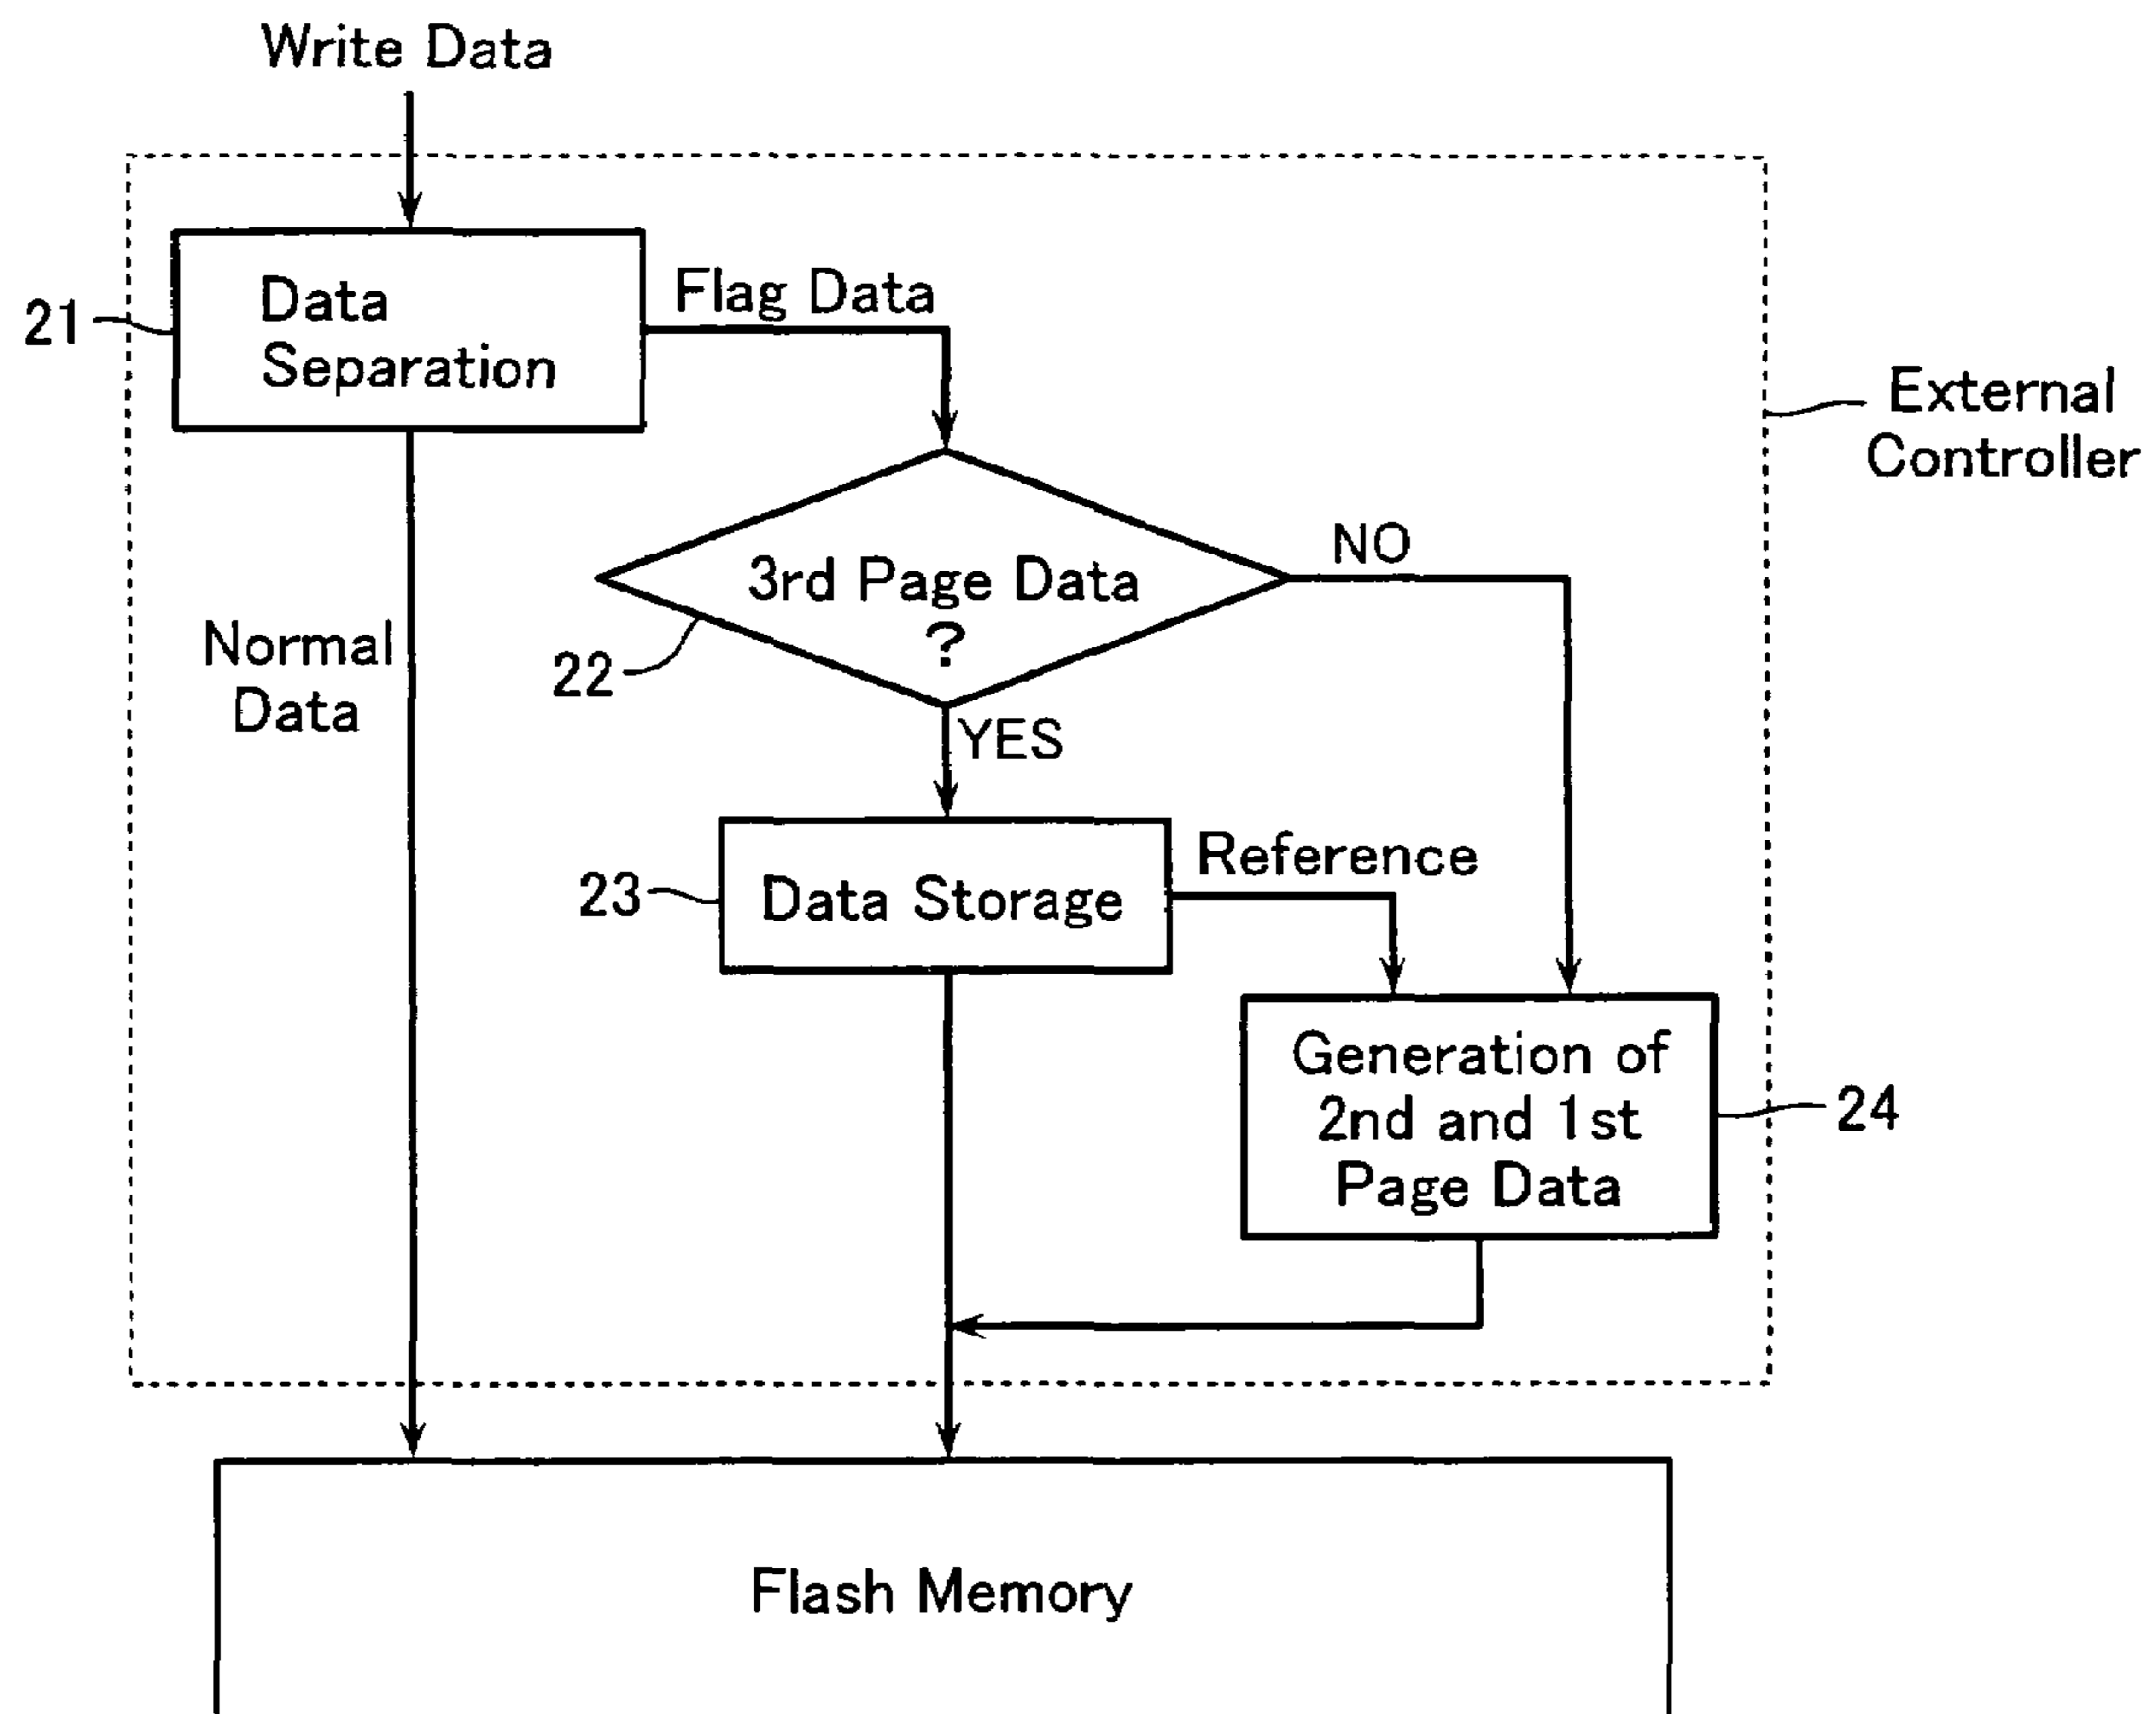 Write Data
21
Data
Separation
Flag Data
External
Controller
3rd Page Data
?
22
NO
YES
Normal
Data
23
Data Storage
Reference
Generation of
2nd and 1st
Page Data
24
Flash Memory